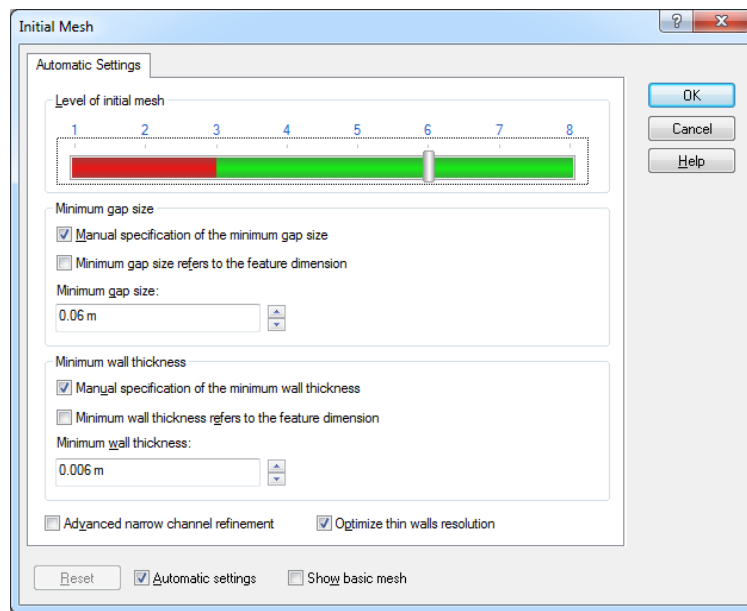 Initial Mesh
Automatic Settings
Level of initial mesh
1 2 3 4 5 6 7 8
Minimum gap size
Manual specification of the minimum gap size
Minimum gap size refers to the feature dimension
Minimum gap size:
0.06 m
Minimum wall thickness
Manual specification of the minimum wall thickness
Minimum wall thickness refers to the feature dimension
Minimum wall thickness:
0.006 m
Advanced narrow channel refinement Optimize thin walls resolution
Reset Automatic settings Show basic mesh
OK
Cancel
Help